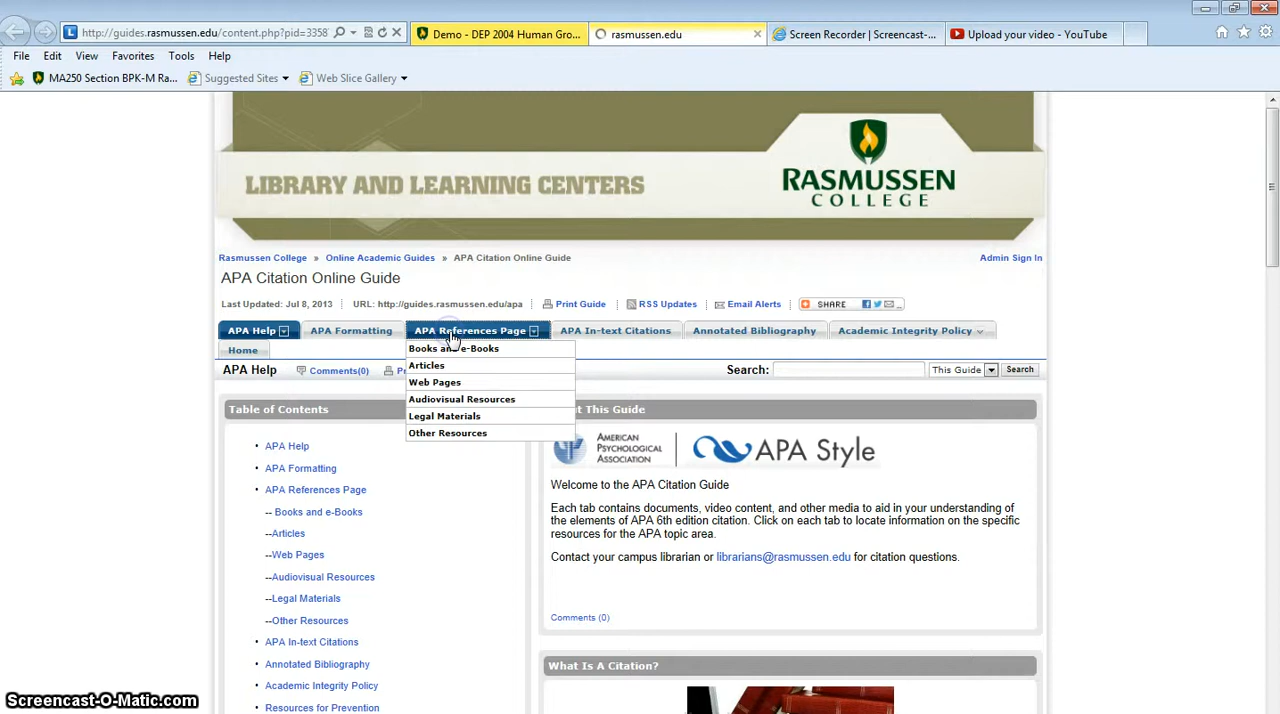 http://guides.rasmussen.edu/content.php?pid=3358
Demo - DEP 2004 Human Gro...
rasmussen.edu
Screen Recorder | Screencast-...
Upload your video - YouTube
File Edit View Favorites Tools Help
MA250 Section BPK-M Ra...
Suggested Sites
Web Slice Gallery
LIBRARY AND LEARNING CENTERS
RASMUSSEN
COLLEGE
Rasmussen College » Online Academic Guides » APA Citation Online Guide
Admin Sign In
APA Citation Online Guide
Last Updated: Jul 8, 2013 URL: http://guides.rasmussen.edu/apa Print Guide RSS Updates Email Alerts SHARE
APA Help APA Formatting APA References Page APA In-text Citations Annotated Bibliography Academic Integrity Policy
Home
Books and e-Books
Articles
Web Pages
Audiovisual Resources
Legal Materials
Other Resources
APA Help Comments(0)
Search: This Guide Search
Table of Contents
APA Help
APA Formatting
APA References Page
-- Books and e-Books
--Articles
--Web Pages
--Audiovisual Resources
--Legal Materials
--Other Resources
APA In-text Citations
Annotated Bibliography
Academic Integrity Policy
Resources for Prevention
t This Guide
AMERICAN
PSYCHOLOGICAL
ASSOCIATION
APA Style
Welcome to the APA Citation Guide
Each tab contains documents, video content, and other media to aid in your understanding of
the elements of APA 6th edition citation. Click on each tab to locate information on the specific
resources for the APA topic area.
Contact your campus librarian or librarians@rasmussen.edu for citation questions.
Comments (0)
What Is A Citation?
Screencast-O-Matic.com